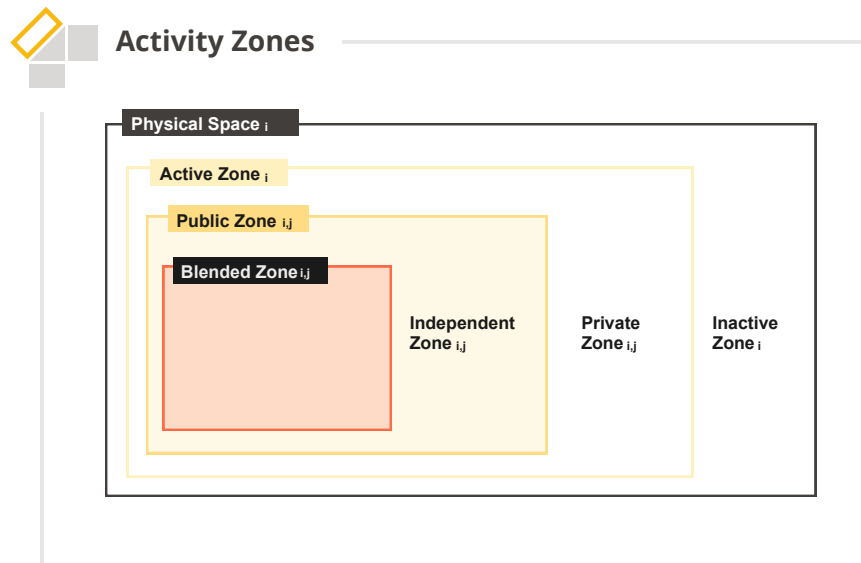 Activity Zones
Physical Space i
Active Zone i
Public Zone i,j
Blended Zone i,j
Independent
Zone i,j
Private
Zone i,j
Inactive
Zone i